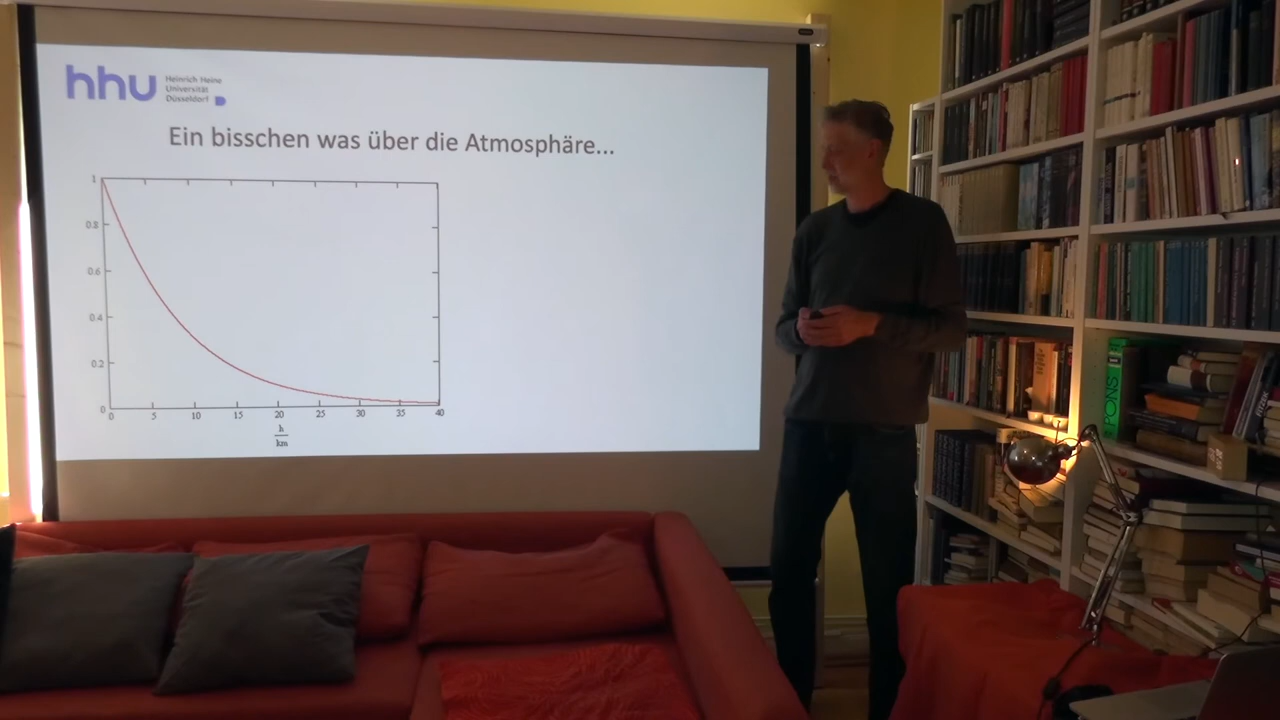 hhu Heinrich Heine
Universität
Düsseldorf
Ein bisschen was über die Atmosphäre...
1
0.8
0.6
0.4
0.2
0
0 5 10 15 20 25 30 35 40
h
km
PONS